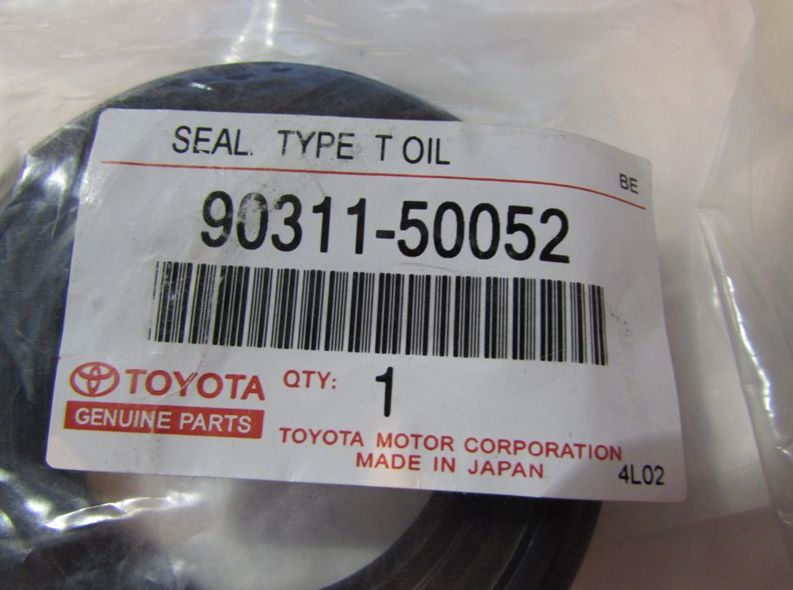 SEAL. TYPE T OIL
BE
90311-50052
TOYOTA
GENUINE PARTS
QTY: 1
TOYOTA MOTOR CORPORATION
MADE IN JAPAN
4L02